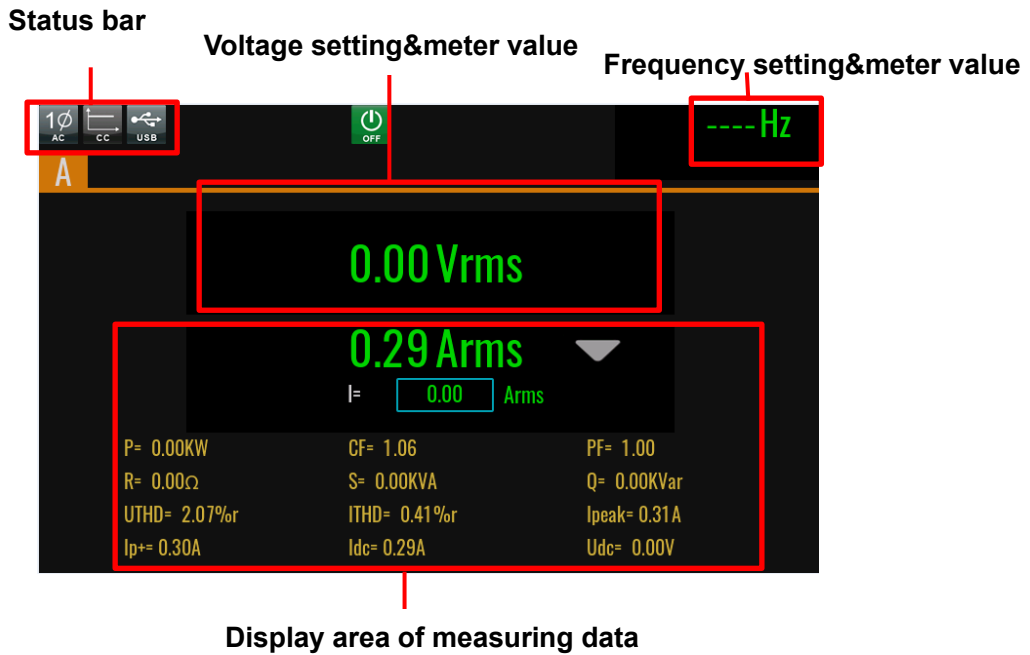 Status bar
Voltage setting&meter value
Frequency setting&meter value
1Ø AC
CC
USB
OFF
----Hz
A
0.00 Vrms
0.29 Arms
I= 0.00 Arms
P= 0.00KW CF= 1.06 PF= 1.00
R= 0.00Ω S= 0.00KVA Q= 0.00KVar
UTHD= 2.07%r ITHD= 0.41%r Ipeak= 0.31A
Ip+= 0.30A Idc= 0.29A Udc= 0.00V
Display area of measuring data